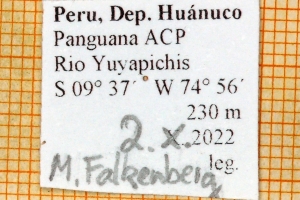 Peru, Dep. Huánuco
Panguana ACP
Rio Yuyapichis
S 09° 37´ W 74° 56´
230 m
2. x. 2022
M. Falkenberg leg.